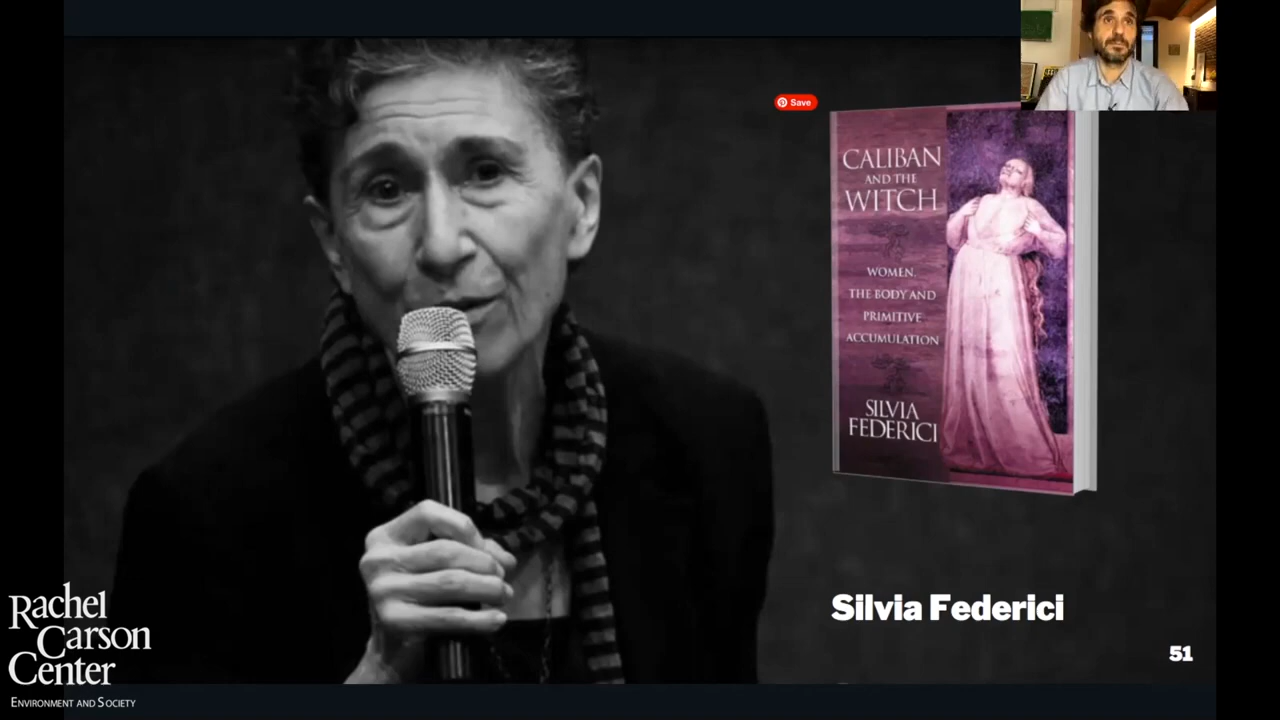 Save
CALIBAN
AND THE
WITCH
WOMEN,
THE BODY AND
PRIMITIVE
ACCUMULATION
SILVIA
FEDERICI
Silvia Federici
51
Rachel
Carson
Center
ENVIRONMENT AND SOCIETY